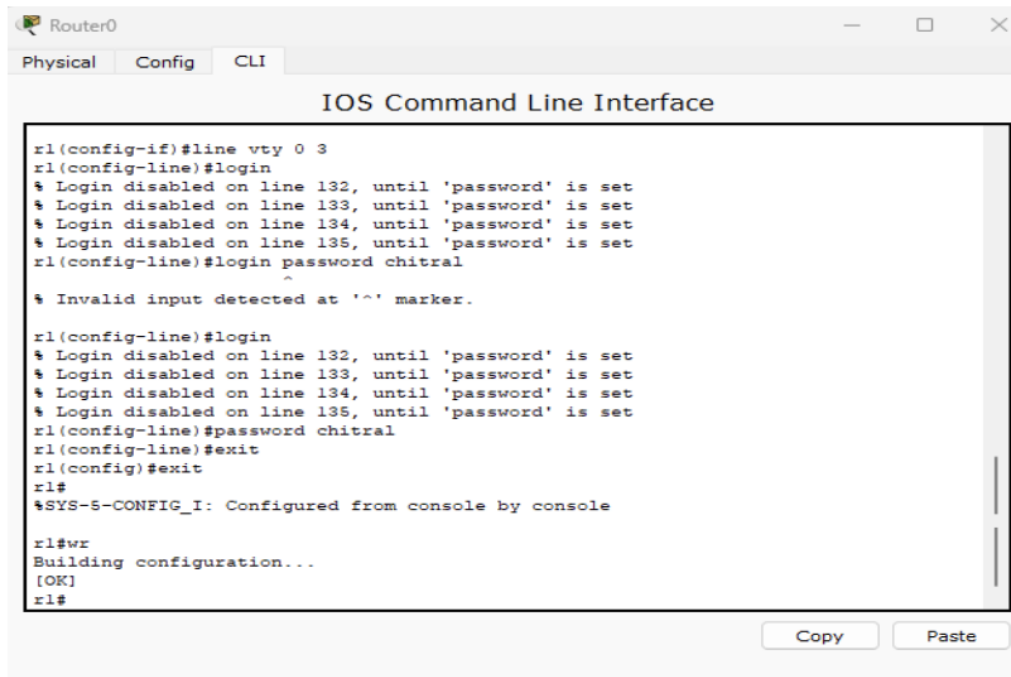 Router0
Physical Config CLI
IOS Command Line Interface
r1(config-if)#line vty 0 3
r1(config-line)#login
% Login disabled on line 132, until 'password' is set
% Login disabled on line 133, until 'password' is set
% Login disabled on line 134, until 'password' is set
% Login disabled on line 135, until 'password' is set
r1(config-line)#login password chitral
^
% Invalid input detected at '^' marker.
r1(config-line)#login
% Login disabled on line 132, until 'password' is set
% Login disabled on line 133, until 'password' is set
% Login disabled on line 134, until 'password' is set
% Login disabled on line 135, until 'password' is set
r1(config-line)#password chitral
r1(config-line)#exit
r1(config)#exit
r1#
%SYS-5-CONFIG_I: Configured from console by console
r1#wr
Building configuration...
[OK]
r1#
Copy Paste